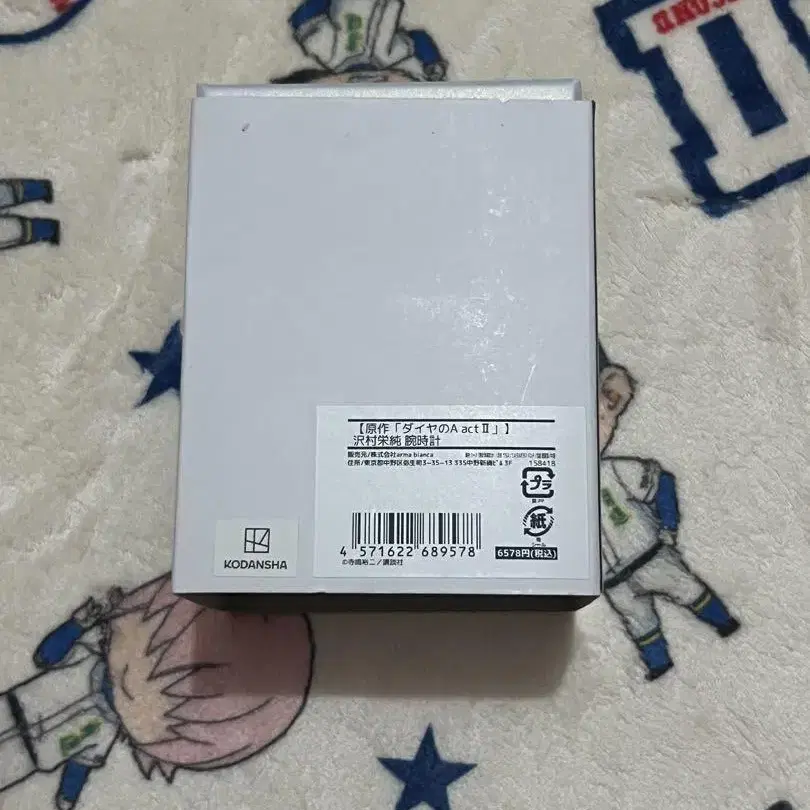 【原作「ダイヤのA act Ⅱ」】
沢村栄純 腕時計
販売元/株式会社arma bianca
住所/東京都中野区弥生町3-35-13 335中野新橋ビル3F
158418
プラ
紙
4 571622 689578
6578円(税込)
©寺嶋裕二/講談社
KODANSHA